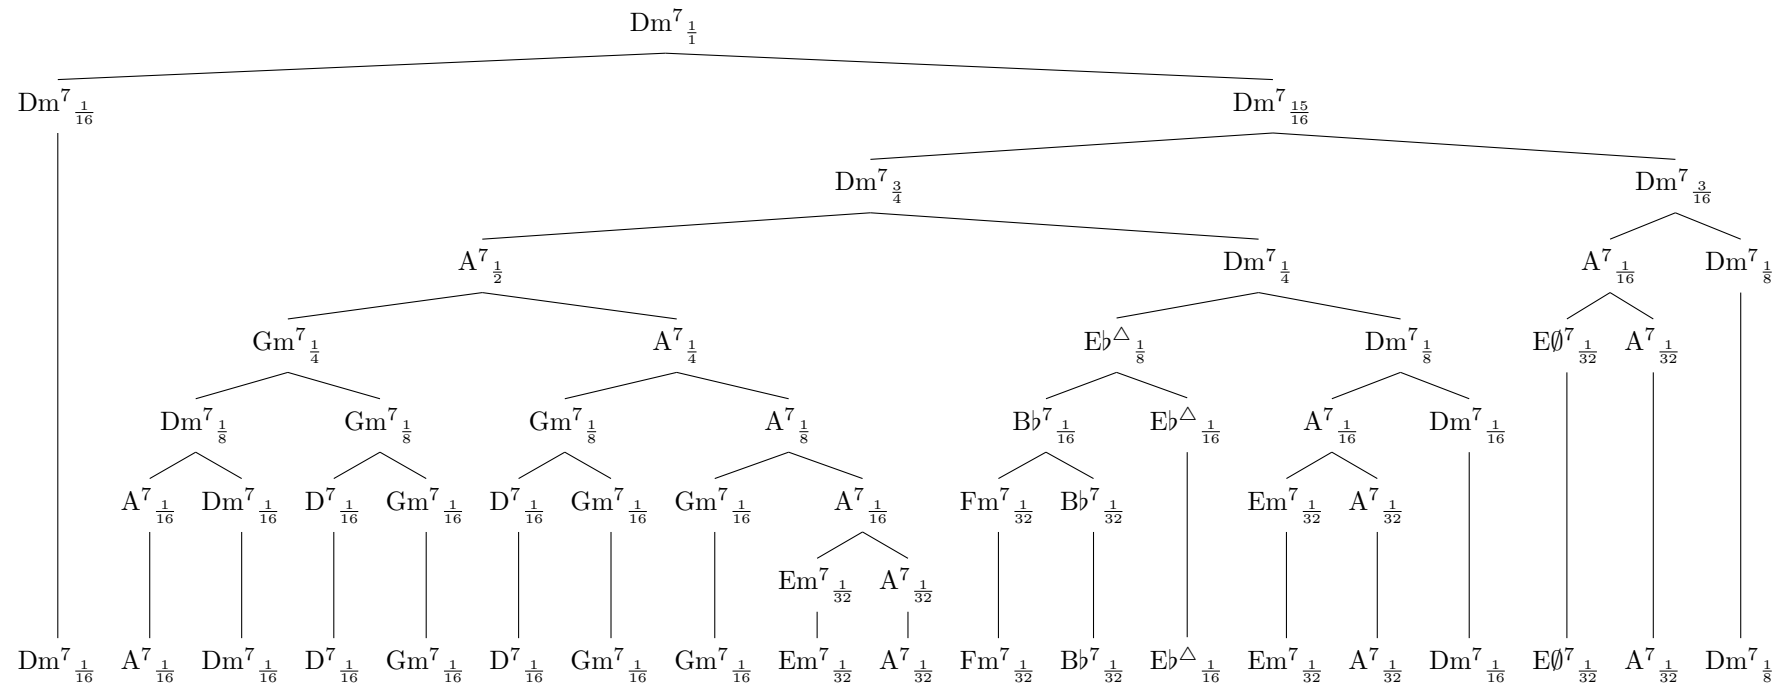 Dm⁷ 1/1
Dm⁷ 1/16 Dm⁷ 15/16
Dm⁷ 3/4 Dm⁷ 3/16
A⁷ 1/2 Dm⁷ 1/4 A⁷ 1/16 Dm⁷ 1/8
Gm⁷ 1/4 A⁷ 1/4 E♭△ 1/8 Dm⁷ 1/8 E∅⁷ 1/32 A⁷ 1/32
Dm⁷ 1/8 Gm⁷ 1/8 Gm⁷ 1/8 A⁷ 1/8 B♭⁷ 1/16 E♭△ 1/16 A⁷ 1/16 Dm⁷ 1/16
A⁷ 1/16 Dm⁷ 1/16 D⁷ 1/16 Gm⁷ 1/16 D⁷ 1/16 Gm⁷ 1/16 Gm⁷ 1/16 A⁷ 1/16 Fm⁷ 1/32 B♭⁷ 1/32 Em⁷ 1/32 A⁷ 1/32
Em⁷ 1/32 A⁷ 1/32
Dm⁷ 1/16 A⁷ 1/16 Dm⁷ 1/16 D⁷ 1/16 Gm⁷ 1/16 D⁷ 1/16 Gm⁷ 1/16 Gm⁷ 1/16 Em⁷ 1/32 A⁷ 1/32 Fm⁷ 1/32 B♭⁷ 1/32 E♭△ 1/16 Em⁷ 1/32 A⁷ 1/32 Dm⁷ 1/16 E∅⁷ 1/32 A⁷ 1/32 Dm⁷ 1/8